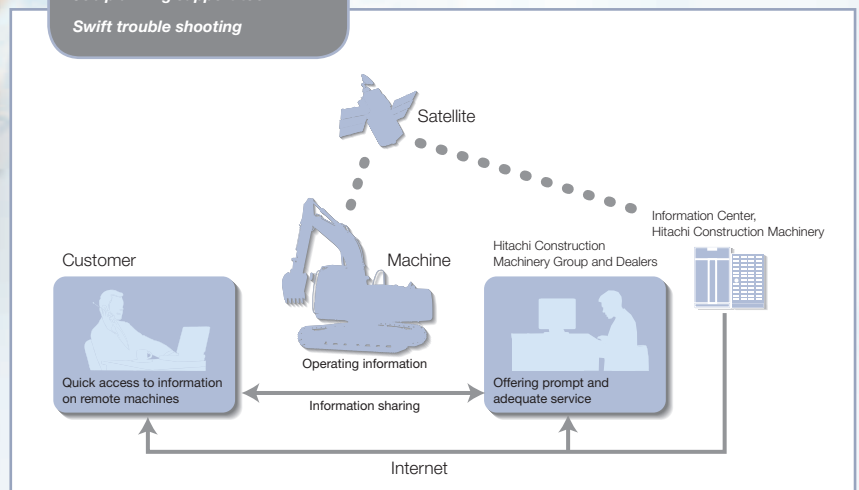 Swift trouble shooting
Satellite
Information Center,
Hitachi Construction Machinery
Hitachi Construction
Machinery Group and Dealers
Customer
Machine
Operating information
Quick access to information
on remote machines
Offering prompt and
adequate service
Information sharing
Internet